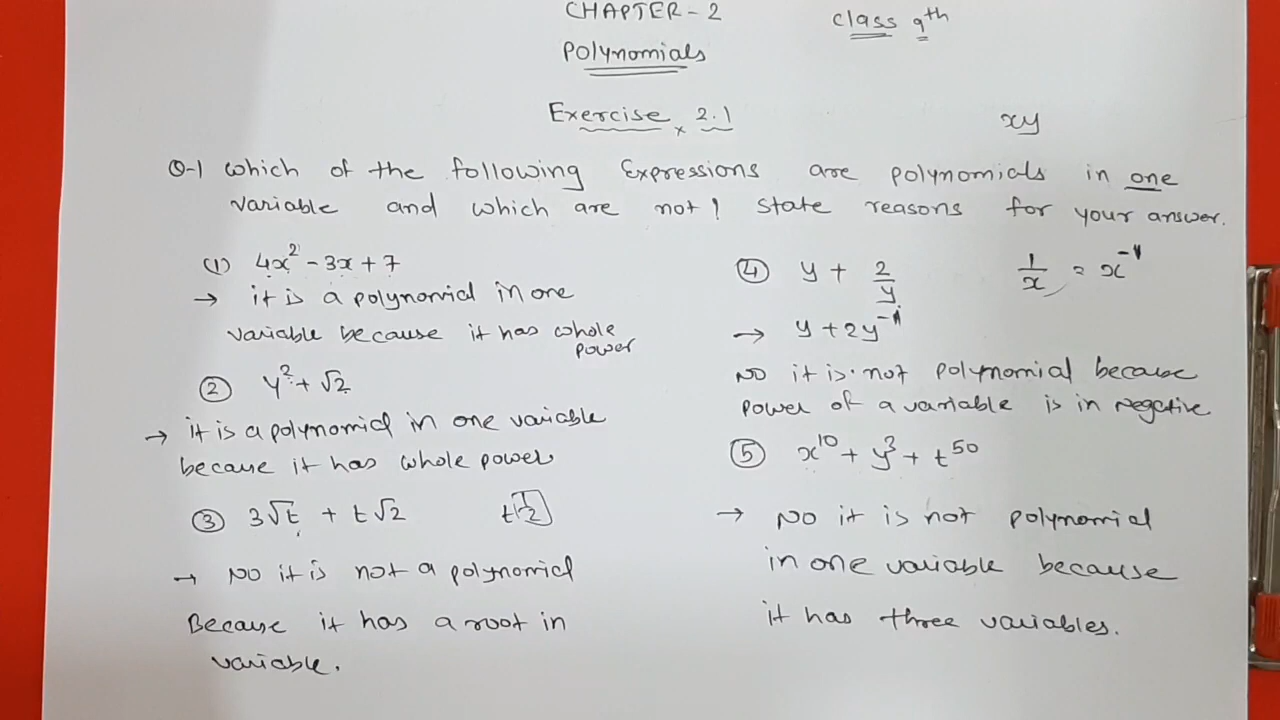 CHAPTER - 2
Class 9th
Polynomials
Exercise 2.1
xy
Q-1 which of the following Expressions are polynomials in one
variable and which are not! State reasons for your answer.
(1) 4x² - 3x + 7
→ it is a polynomial in one
variable because it has whole
power
② y² + √2
→ it is a polynomial in one variable
because it has whole power
③ 3√t + t√2 t^1/2
→ No it is not a polynomial
Because it has a root in
variable.
④ y + 2/y 1/x = x⁻¹
→ y + 2y⁻¹
No it is not polynomial because
power of a variable is in negative
⑤ x¹⁰ + y³ + t⁵⁰
→ No it is not polynomial
in one variable because
it has three variables.